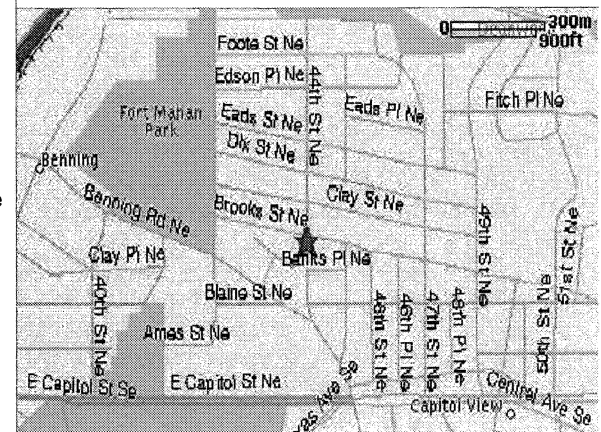 0 300m
900ft
Foote St Ne
Edson Pl Ne
44th St Ne
Fort Mahan
Park
Eads St Ne
Eads Pl Ne
Fitch Pl Ne
Dix St Ne
Benning
Benning Rd Ne
Brooks St Ne
Clay St Ne
49th St Ne
51st St Ne
Clay Pl Ne
Banks Pl Ne
40th St Ne
Blaine St Ne
46th St Ne
46th Pl Ne
47th St Ne
48th Pl Ne
50th St N
Ames St Ne
E Capitol St Se
E Capitol St Ne
as Ave Se
Capitol View
Central Ave Se
e